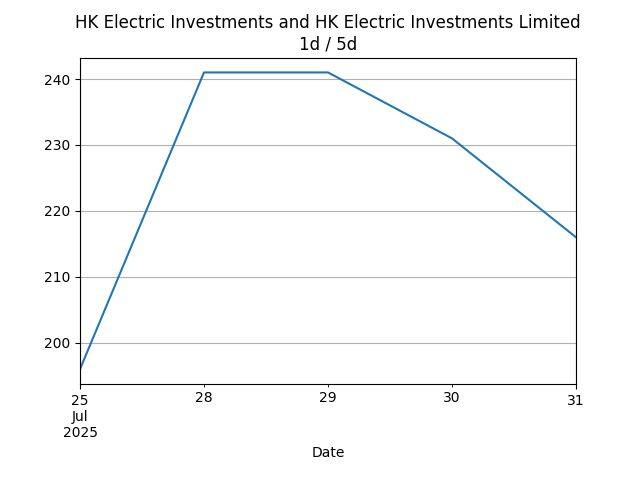 HK Electric Investments and HK Electric Investments Limited
1d / 5d
240
230
220
210
200
25 28 29 30 31
Jul
2025
Date